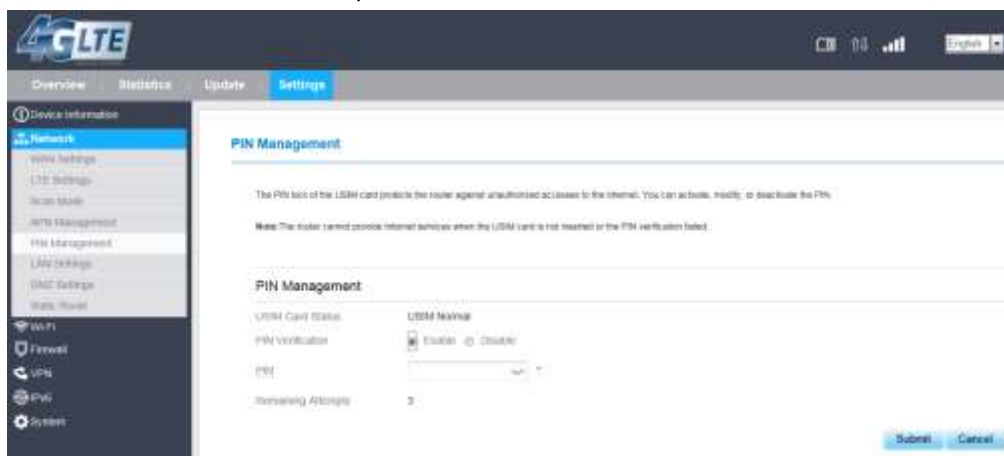 4G LTE
English
Overview Statistics Update Settings
Device Information
Network
WAN Settings
LTE Settings
Scan Mode
APN Management
PIN Management
LAN Settings
DMZ Settings
Static Route
Wi-Fi
Firewall
VPN
IPv6
System
PIN Management
The PIN lock of the USIM card protects the router against unauthorized accesses to the Internet. You can activate, modify, or deactivate the PIN.
Note: The router cannot provide Internet services when the USIM card is not inserted or the PIN verification failed.
PIN Management
USIM Card Status USIM Normal
PIN Verification Enable Disable
PIN *
Remaining Attempts 3
Submit Cancel